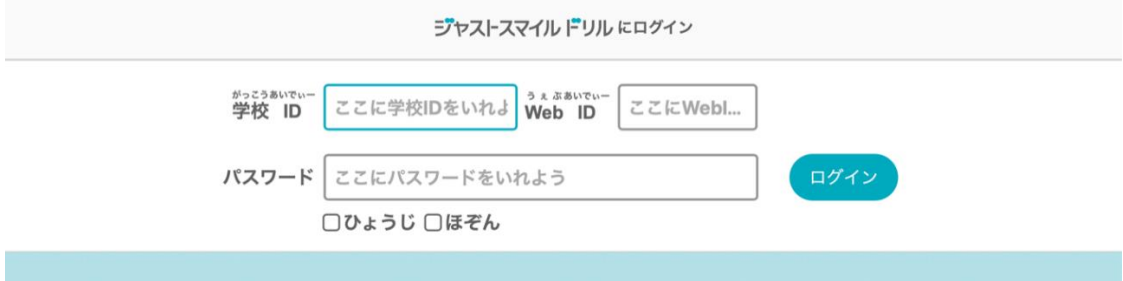 ジャストスマイル ドリル にログイン
がっこうあいでぃー うぇぶあいでぃー
学校 ID ここに学校IDをいれよ Web ID ここにWebI...
パスワード ここにパスワードをいれよう ログイン
ひょうじ ほぞん